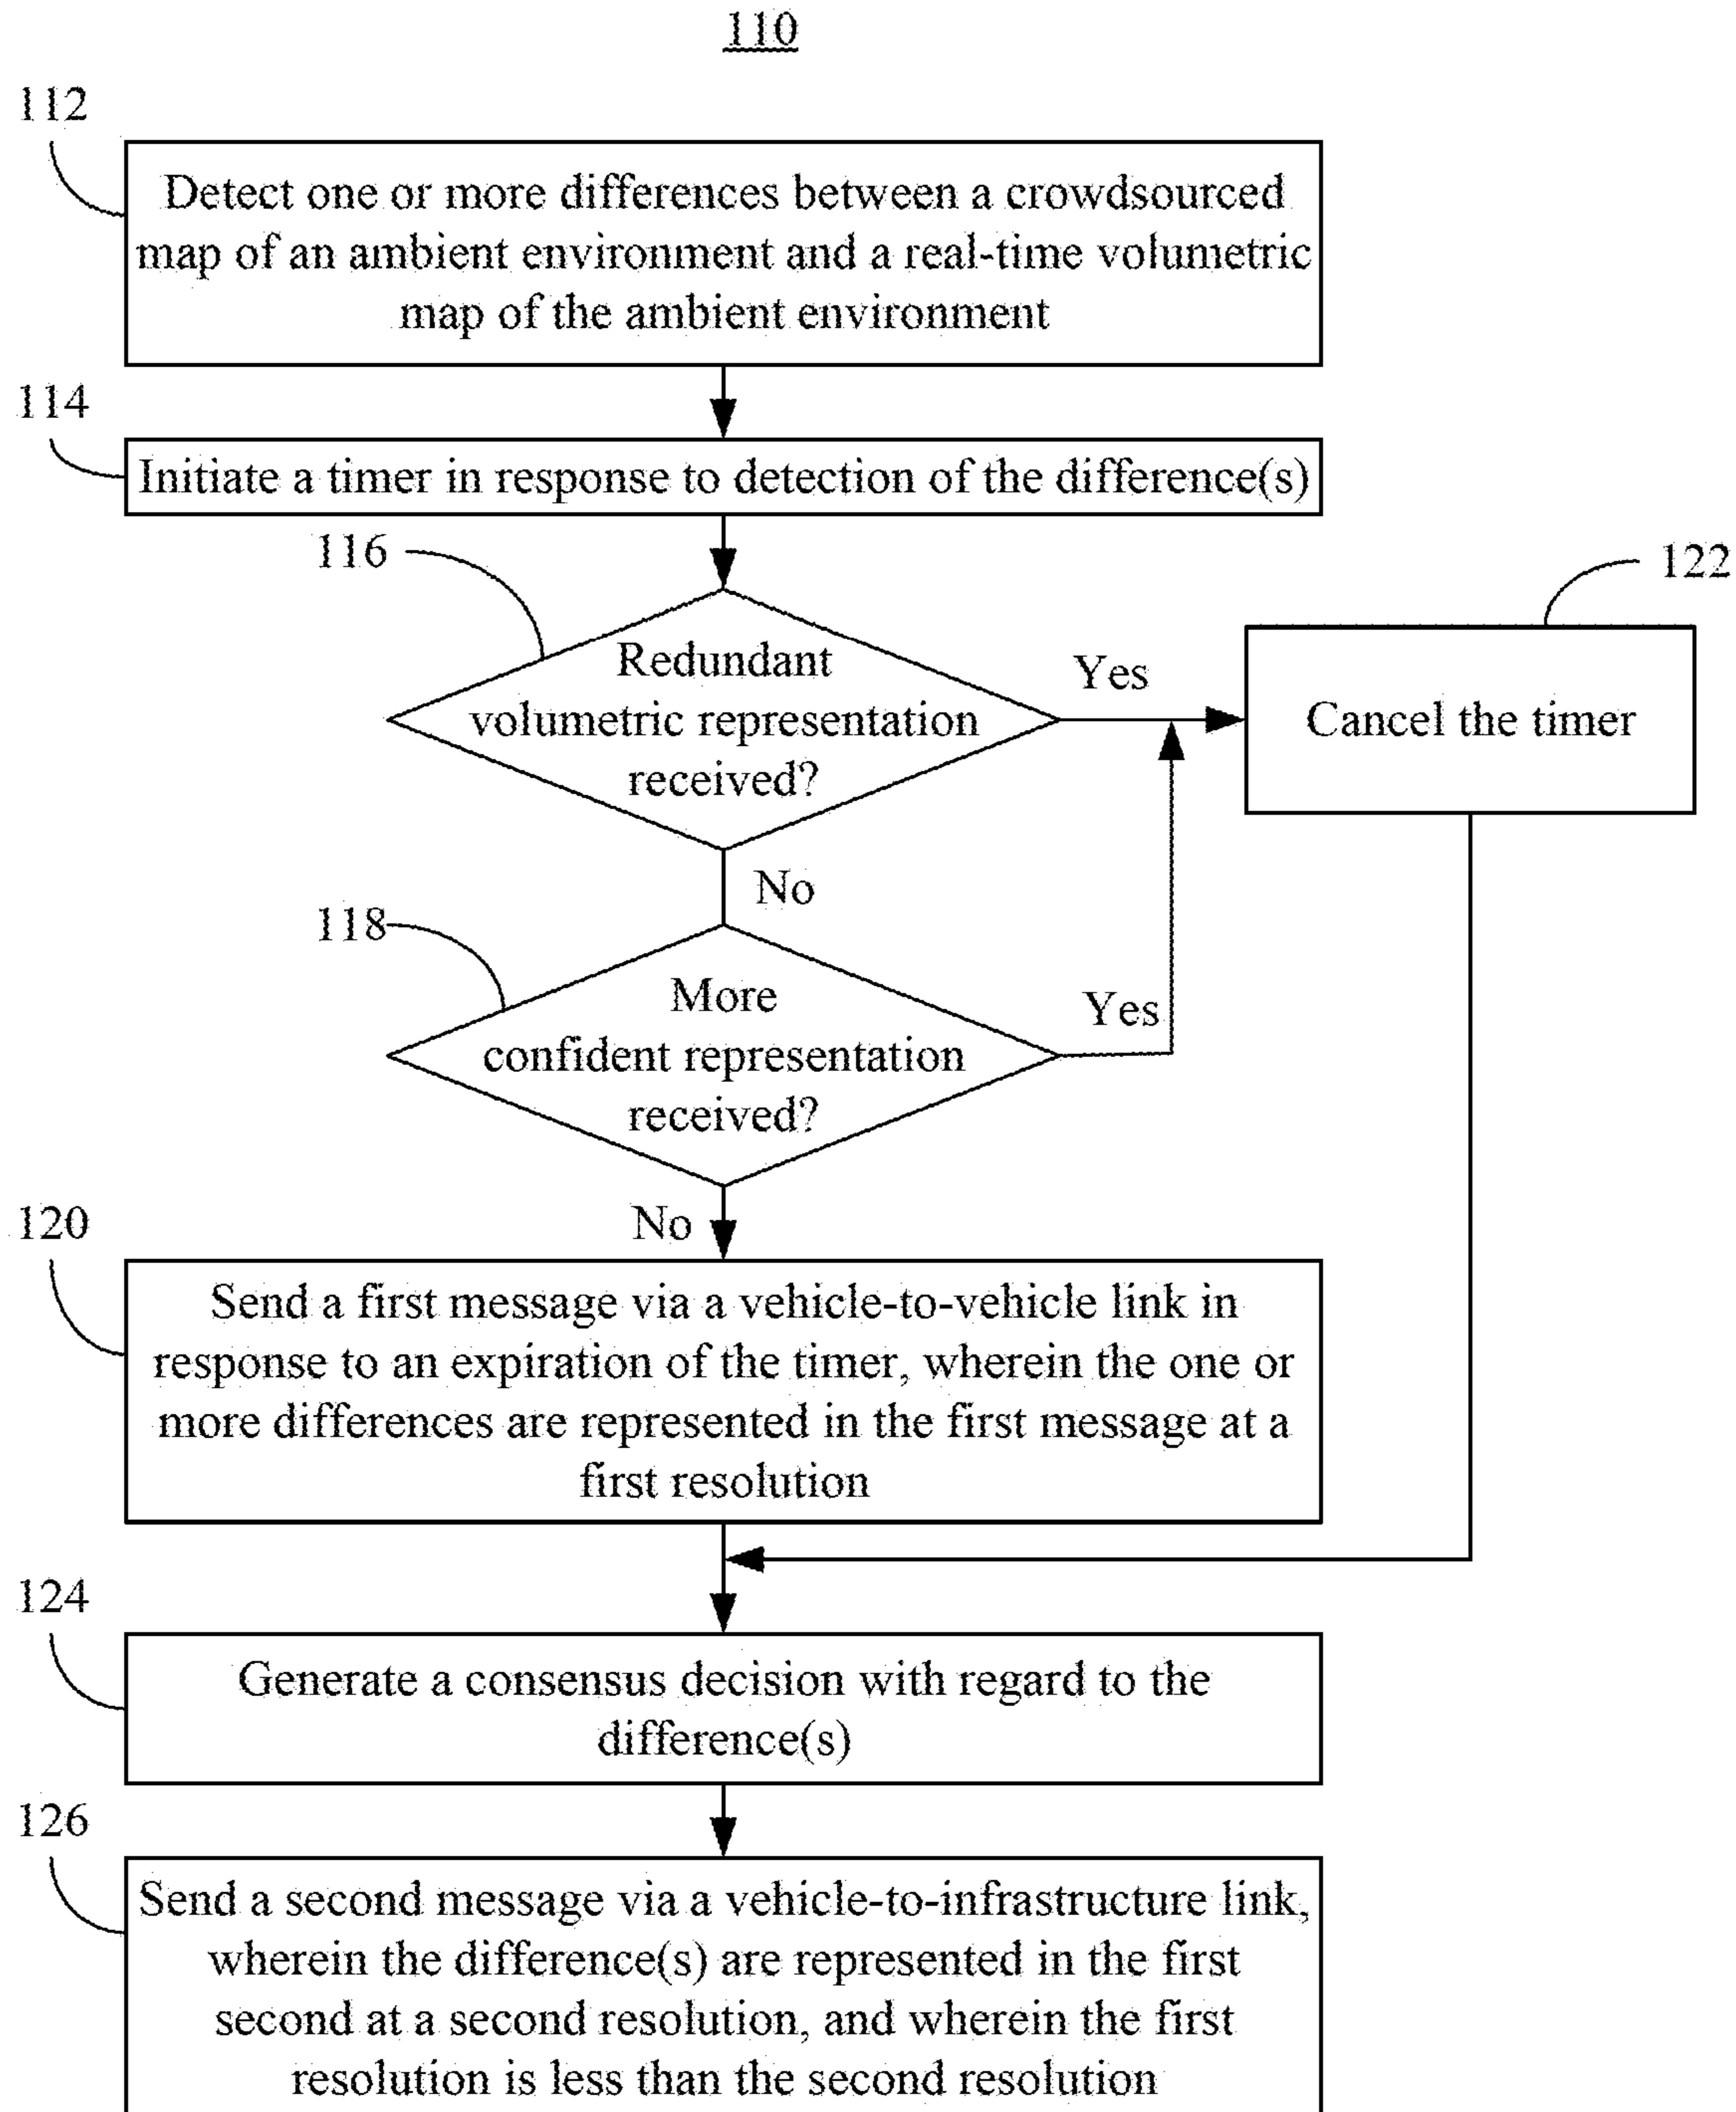 110
112
Detect one or more differences between a crowdsourced
map of an ambient environment and a real-time volumetric
map of the ambient environment
114
Initiate a timer in response to detection of the difference(s)
116
122
Redundant
volumetric representation
received?
Yes
Cancel the timer
No
118
More
confident representation
received?
Yes
No
120
Send a first message via a vehicle-to-vehicle link in
response to an expiration of the timer, wherein the one or
more differences are represented in the first message at a
first resolution
124
Generate a consensus decision with regard to the
difference(s)
126
Send a second message via a vehicle-to-infrastructure link,
wherein the difference(s) are represented in the first
second at a second resolution, and wherein the first
resolution is less than the second resolution